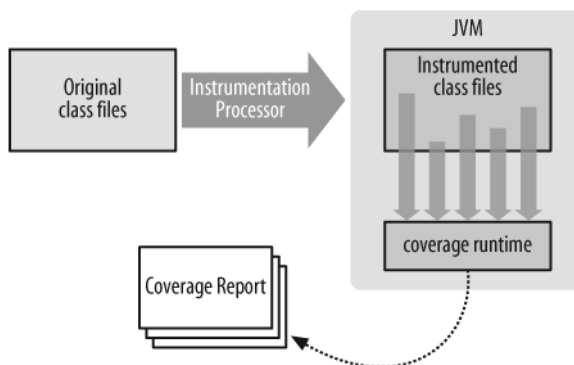 JVM
Original
class files
Instrumentation
Processor
Instrumented
class files
coverage runtime
Coverage Report